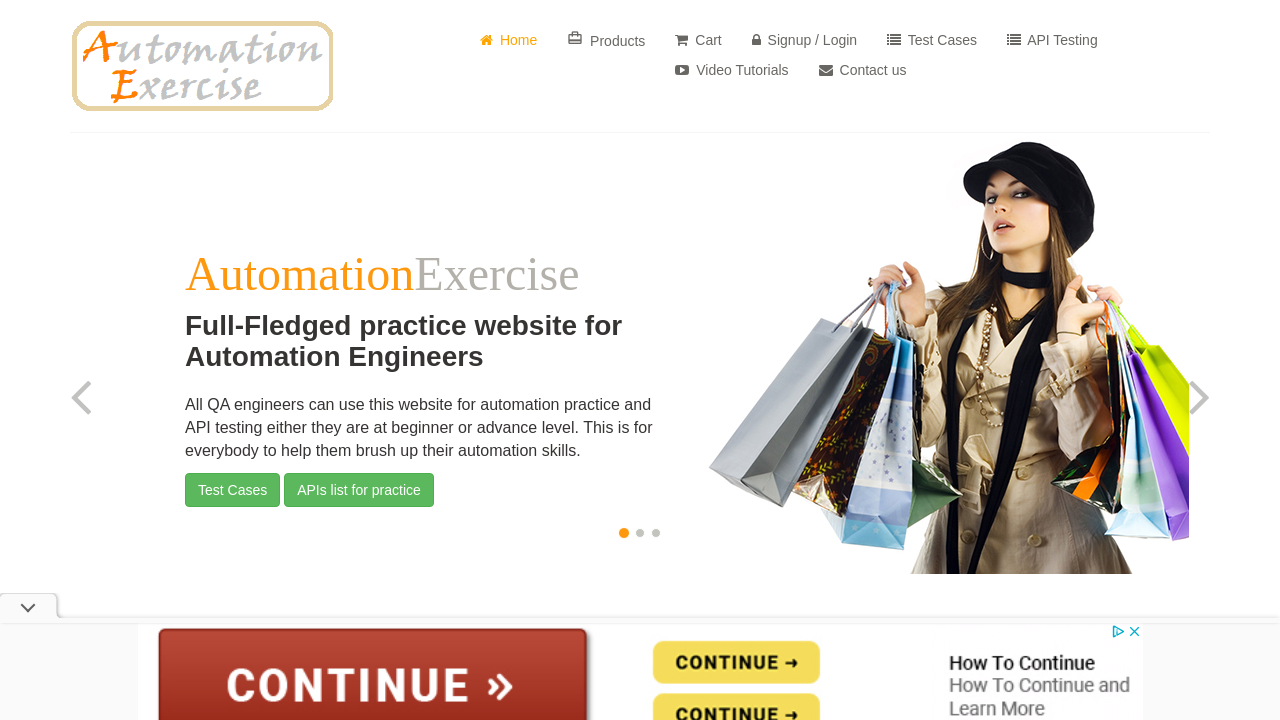 Automation
Exercise
Home
Products
Cart
Signup / Login
Test Cases
API Testing
Video Tutorials
Contact us
AutomationExercise
Full-Fledged practice website for
Automation Engineers
All QA engineers can use this website for automation practice and
API testing either they are at beginner or advance level. This is for
everybody to help them brush up their automation skills.
Test Cases
APIs list for practice
CONTINUE »
CONTINUE →
CONTINUE →
How To Continue
How To Continue and
Learn More